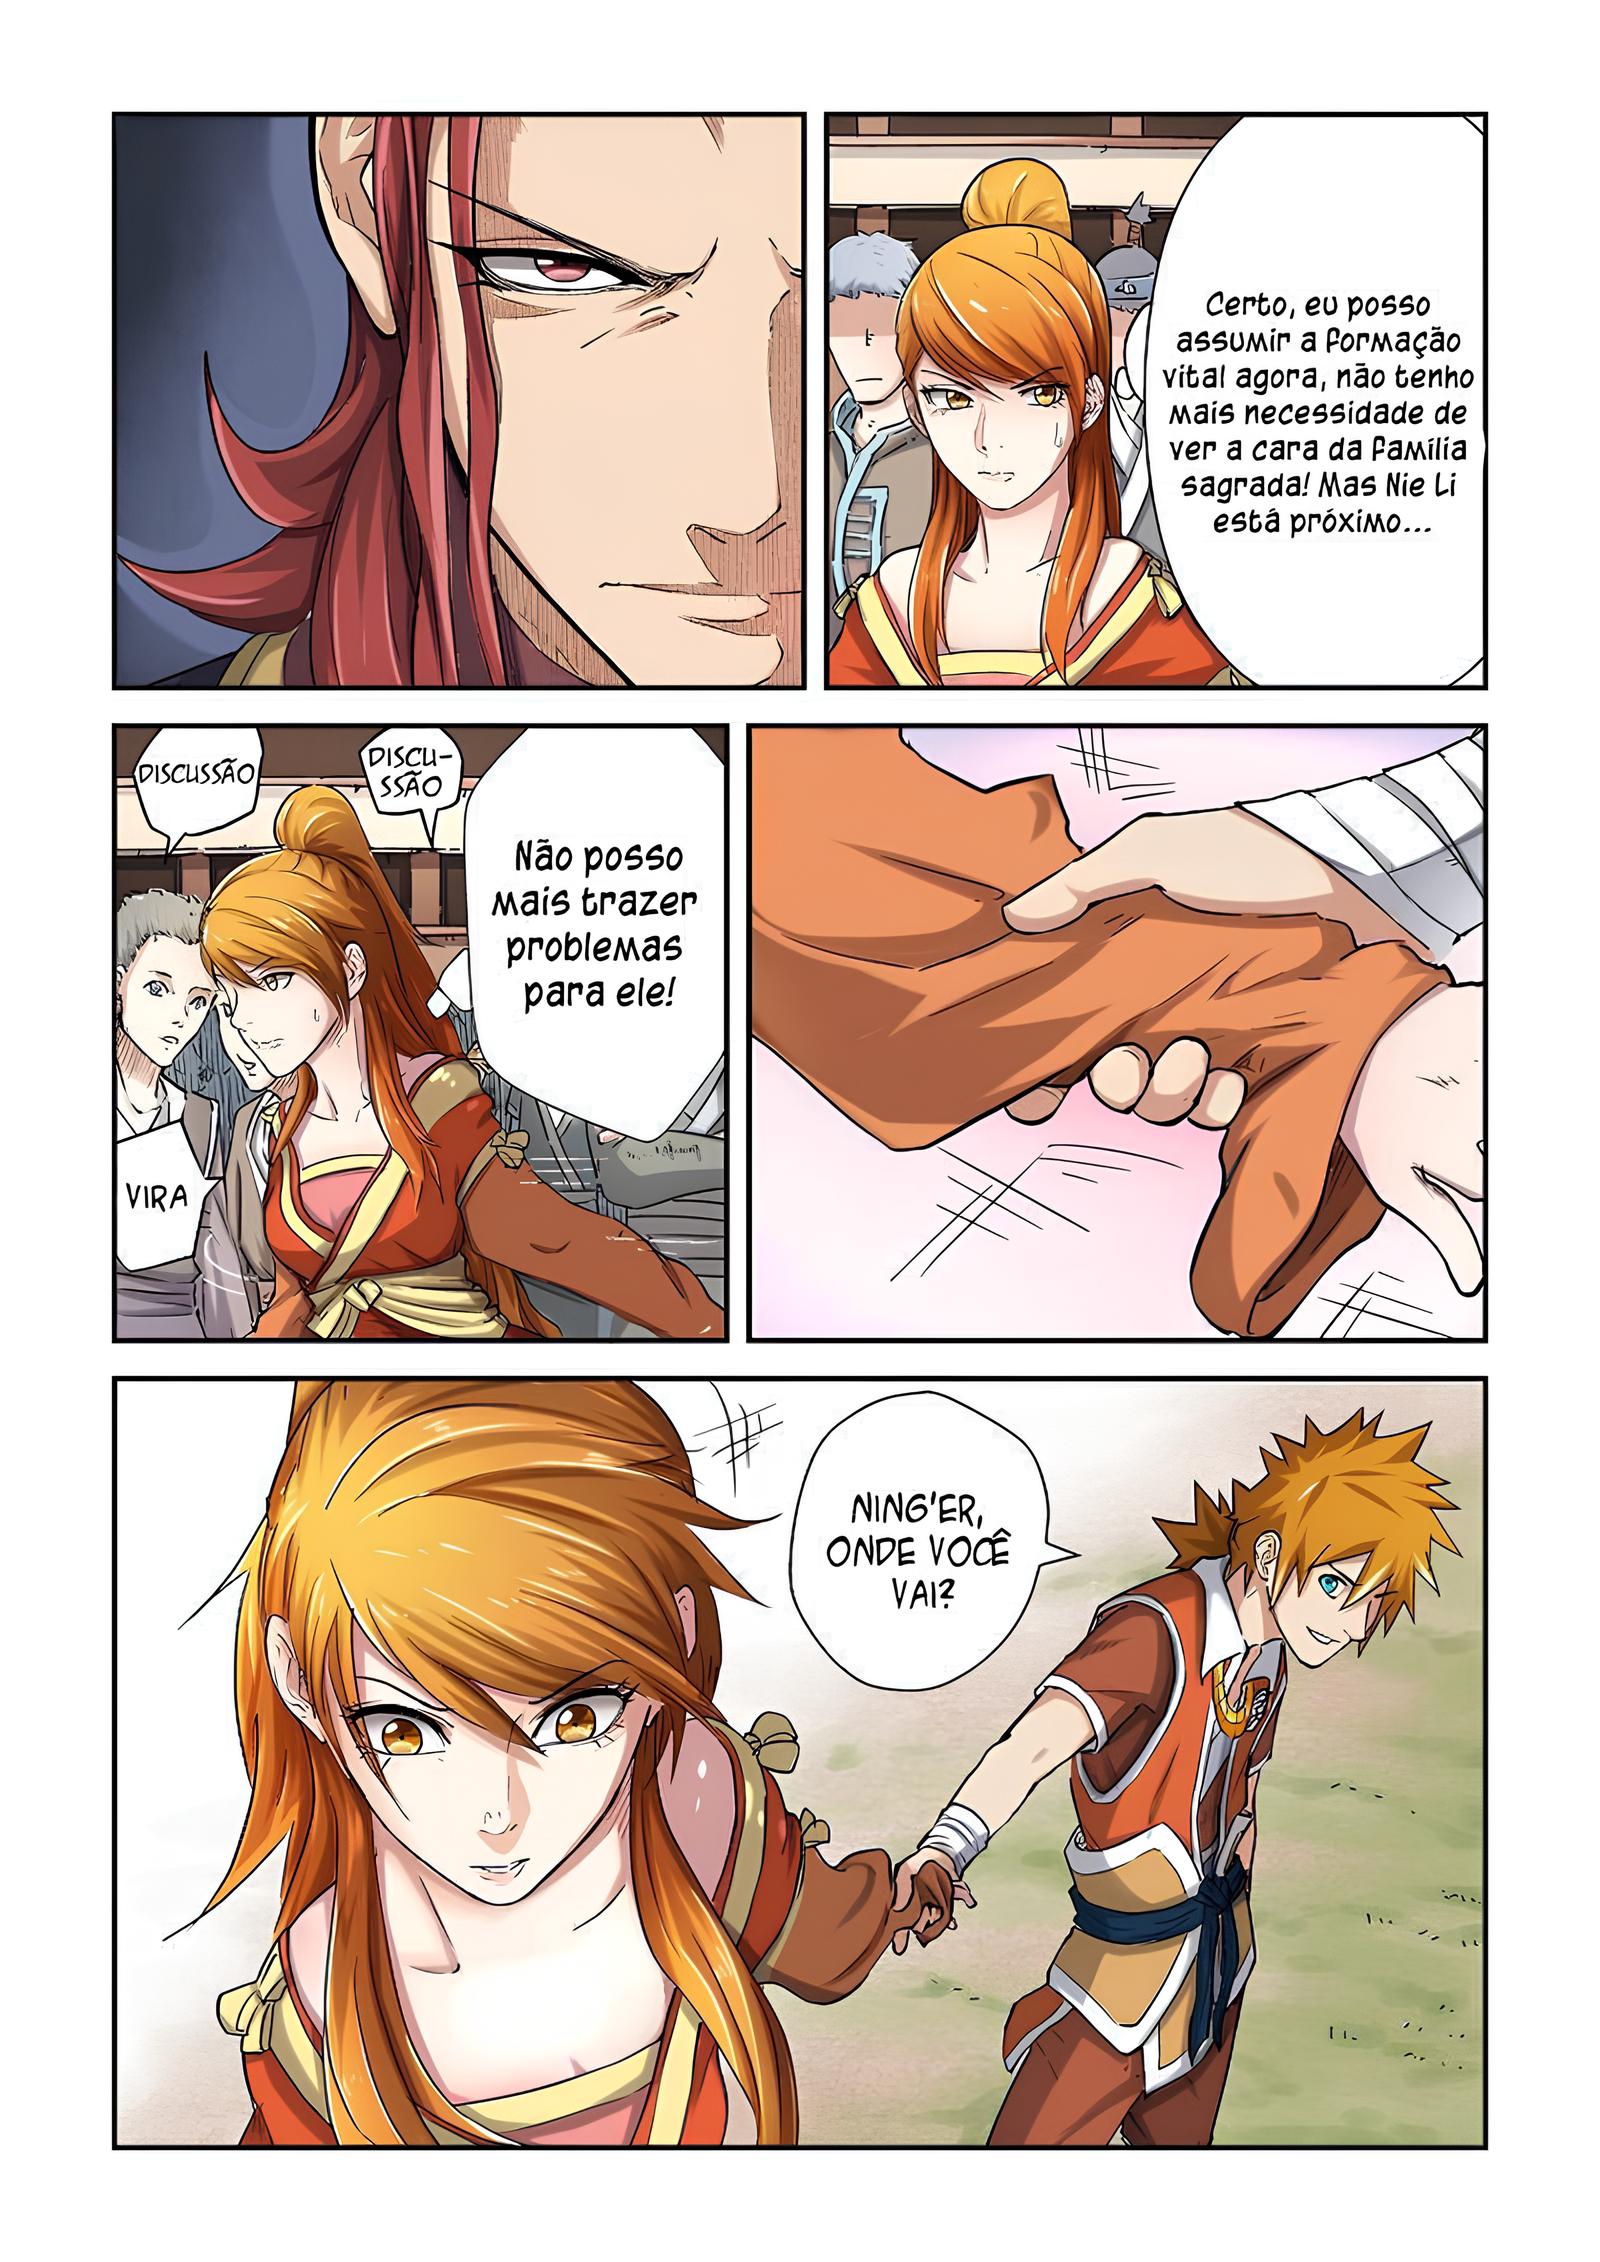 Certo, eu posso
assumir a formação
vital agora, não tenho
mais necessidade de
ver a cara da família
sagrada! Mas Nie Li
está próximo...
DISCUSSÃO
DISCU-
SSÃO
Não posso
mais trazer
problemas
para ele!
VIRA
NING'ER,
ONDE VOCÊ
VAI?